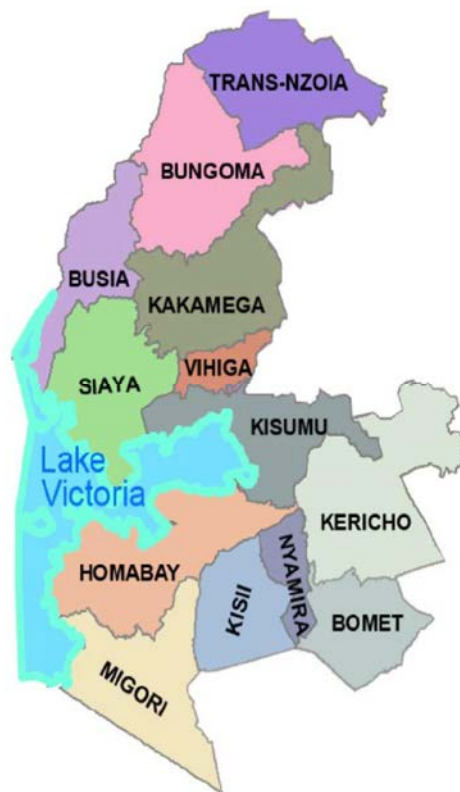 TRANS-NZOIA
BUNGOMA
BUSIA
KAKAMEGA
VIHIGA
SIAYA
KISUMU
Lake
Victoria
KERICHO
HOMABAY
KISII
NYAMIRA
BOMET
MIGORI